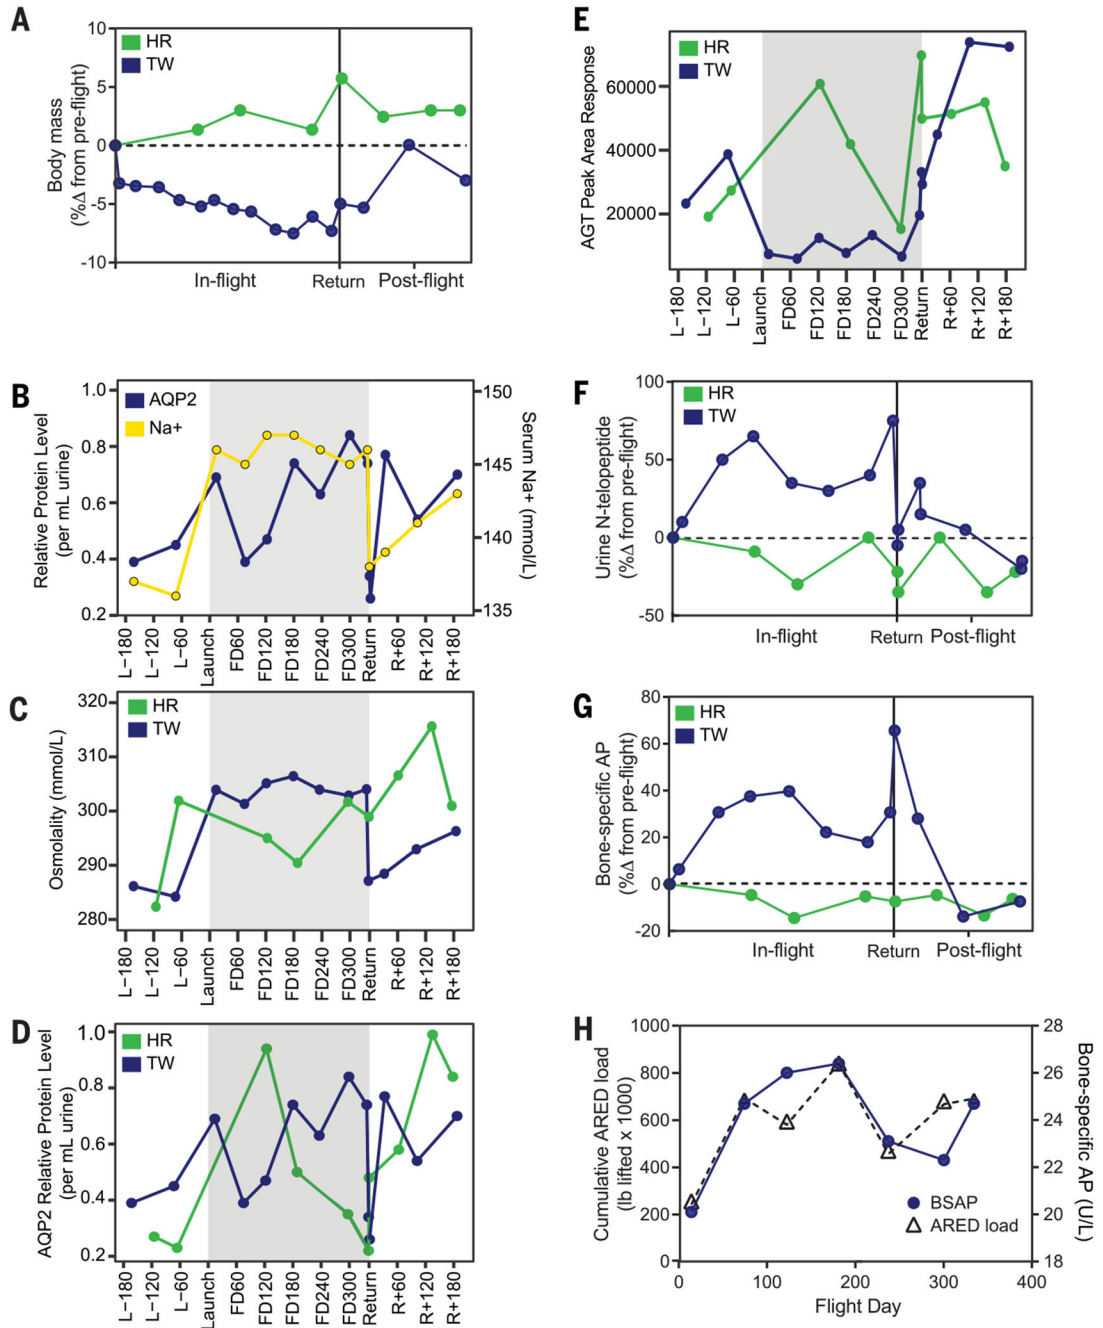 A
10
5
0
-5
-10
HR
TW
Body mass
(%Δ from pre-flight)
In-flight
Return
Post-flight
B
1.0
0.8
0.6
0.4
0.2
AQP2
Na+
Relative Protein Level
(per mL urine)
150
145
140
135
Serum Na+ (mmol/L)
L−180
L−120
L−60
Launch
FD60
FD120
FD180
FD240
FD300
Return
R+60
R+120
R+180
C
320
310
300
290
280
HR
TW
Osmolality (mmol/L)
L−180
L−120
L−60
Launch
FD60
FD120
FD180
FD240
FD300
Return
R+60
R+120
R+180
D
1.0
0.8
0.6
0.4
0.2
HR
TW
AQP2 Relative Protein Level
(per mL urine)
L−180
L−120
L−60
Launch
FD60
FD120
FD180
FD240
FD300
Return
R+60
R+120
R+180
E
60000
40000
20000
HR
TW
AGT Peak Area Response
L−180
L−120
L−60
Launch
FD60
FD120
FD180
FD240
FD300
Return
R+60
R+120
R+180
F
100
50
0
-50
HR
TW
Urine N-telopeptide
(%Δ from pre-flight)
In-flight
Return
Post-flight
G
80
60
40
20
0
-20
HR
TW
Bone-specific AP
(%Δ from pre-flight)
In-flight
Return
Post-flight
H
1000
800
600
400
200
0
Cumulative ARED load
(lb lifted x 1000)
28
26
24
22
20
18
Bone-specific AP (U/L)
BSAP
ARED load
0
100
200
300
400
Flight Day